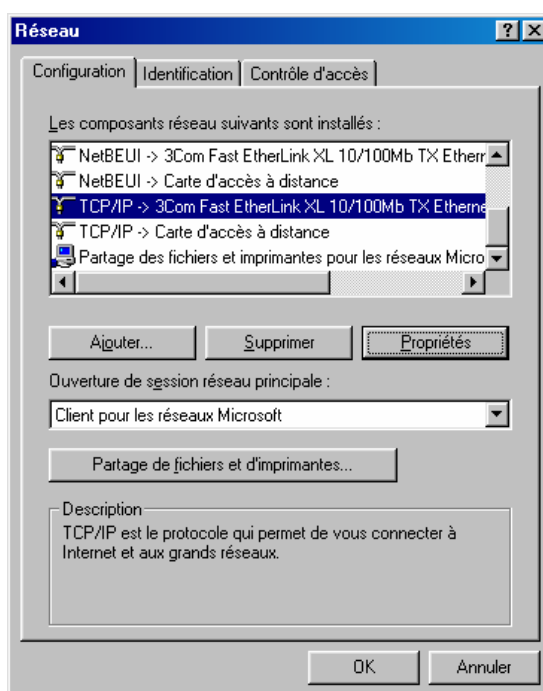 Réseau
Configuration Identification Contrôle d'accès
Les composants réseau suivants sont installés :
NetBEUI -> 3Com Fast EtherLink XL 10/100Mb TX Ethern
NetBEUI -> Carte d'accès à distance
TCP/IP -> 3Com Fast EtherLink XL 10/100Mb TX Etherne
TCP/IP -> Carte d'accès à distance
Partage des fichiers et imprimantes pour les réseaux Micro
Ajouter... Supprimer Propriétés
Ouverture de session réseau principale :
Client pour les réseaux Microsoft
Partage de fichiers et d'imprimantes...
Description
TCP/IP est le protocole qui permet de vous connecter à
Internet et aux grands réseaux.
OK Annuler